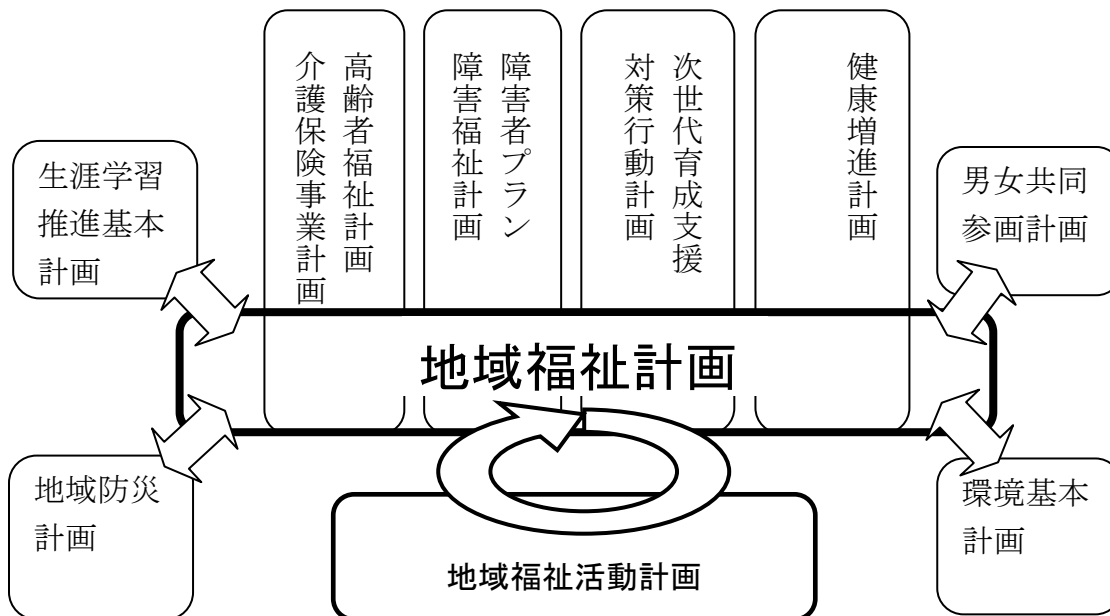 高齢者福祉計画
介護保険事業計画
障害者プラン
障害福祉計画
次世代育成支援
対策行動計画
健康増進計画
生涯学習
推進基本
計画
男女共同
参画計画
地域福祉計画
地域防災
計画
環境基本
計画
地域福祉活動計画